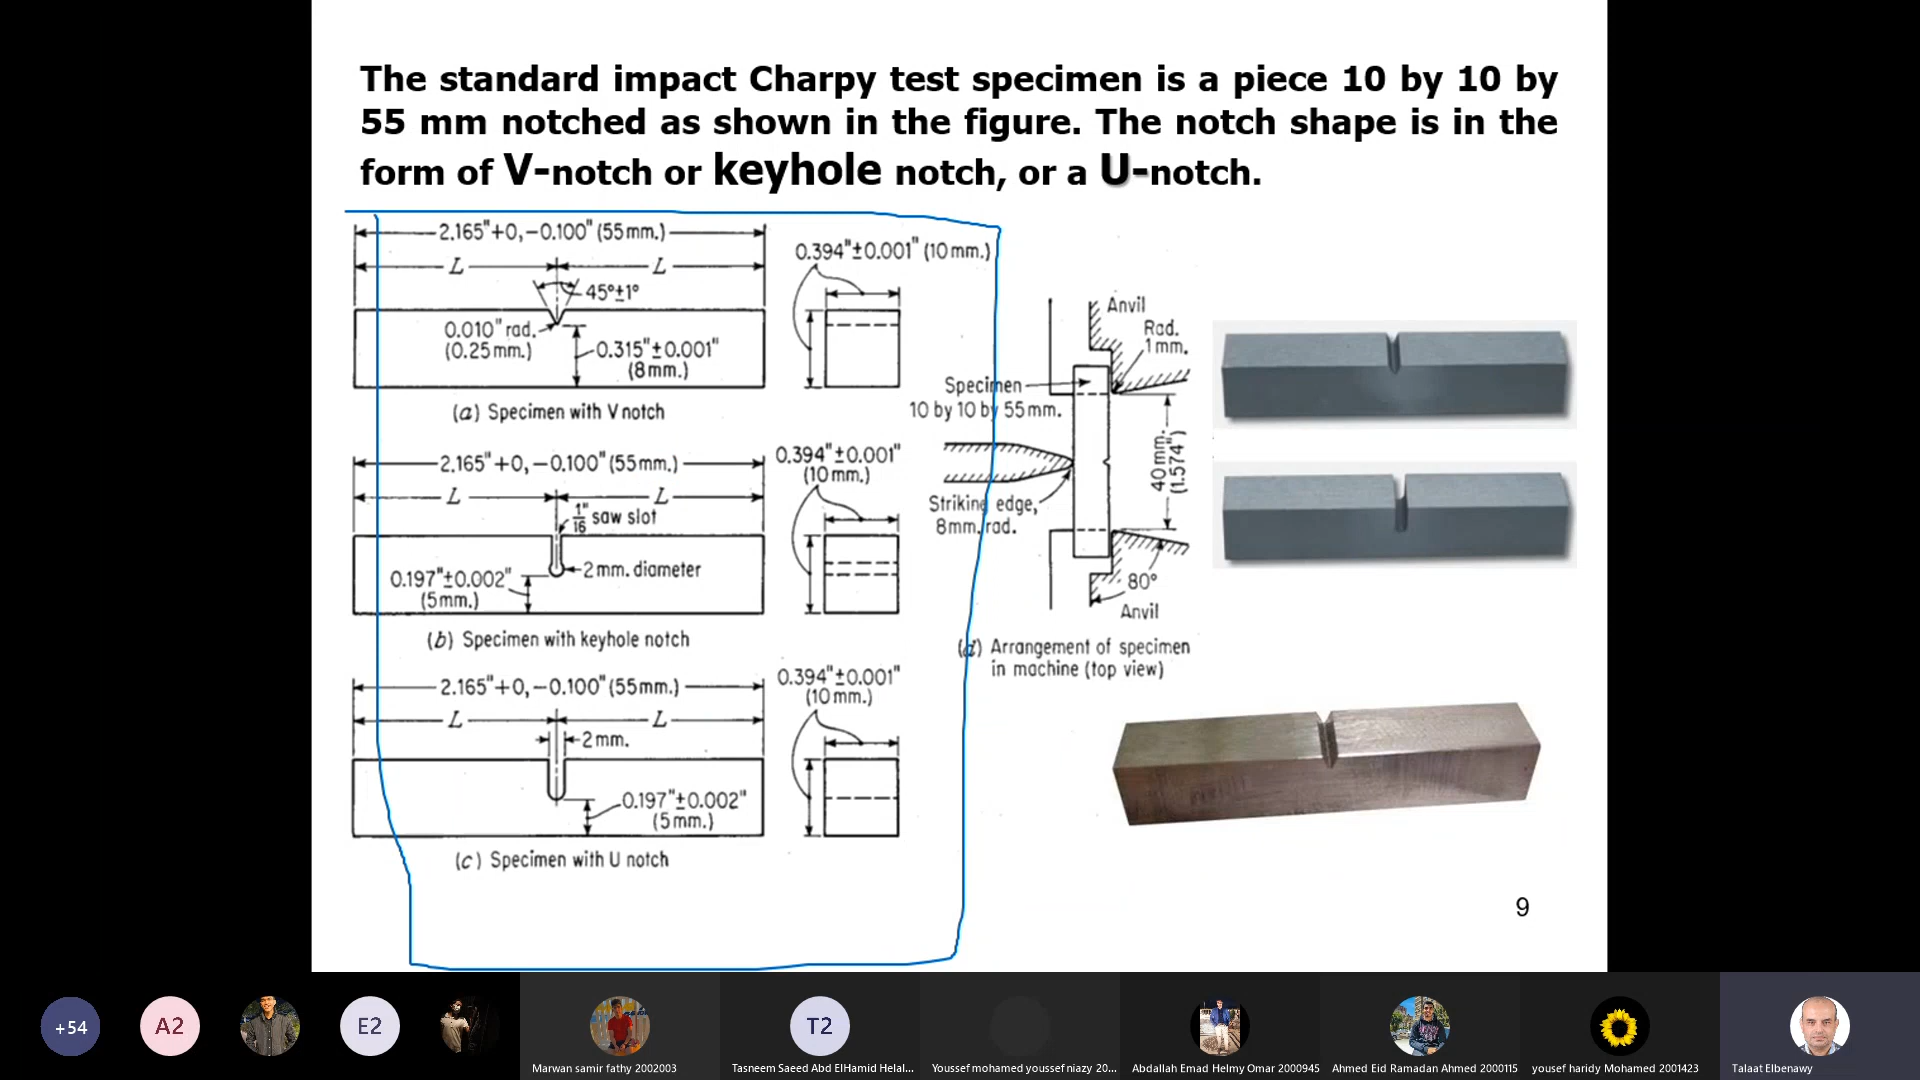 The standard impact Charpy test specimen is a piece 10 by 10 by
55 mm notched as shown in the figure. The notch shape is in the
form of V-notch or keyhole notch, or a U-notch.
2.165"+0,-0.100" (55mm.)
L
L
45°±1°
0.010" rad.
(0.25mm.)
0.315"±0.001"
(8mm.)
0.394"±0.001" (10mm.)
(a) Specimen with V notch
2.165"+0,-0.100" (55mm.)
L
L
1"/16 saw slot
0.197"±0.002"
(5mm.)
2mm. diameter
0.394"±0.001"
(10mm.)
(b) Specimen with keyhole notch
2.165"+0,-0.100" (55mm.)
L
L
2mm.
0.197"±0.002"
(5mm.)
0.394"±0.001"
(10mm.)
(c) Specimen with U notch
Anvil
Rad.
1mm.
Specimen
10 by 10 by 55mm.
40mm.
(1.574")
Striking edge,
8mm. rad.
80°
Anvil
(d) Arrangement of specimen
in machine (top view)
9
+54
A2
E2
T2
Marwan samir fathy 2002003
Tasneem Saeed Abd ElHamid Helal...
Youssef mohamed youssef niazy 20...
Abdallah Emad Helmy Omar 2000945
Ahmed Eid Ramadan Ahmed 2000115
yousef haridy Mohamed 2001423
Talaat Elbenawy